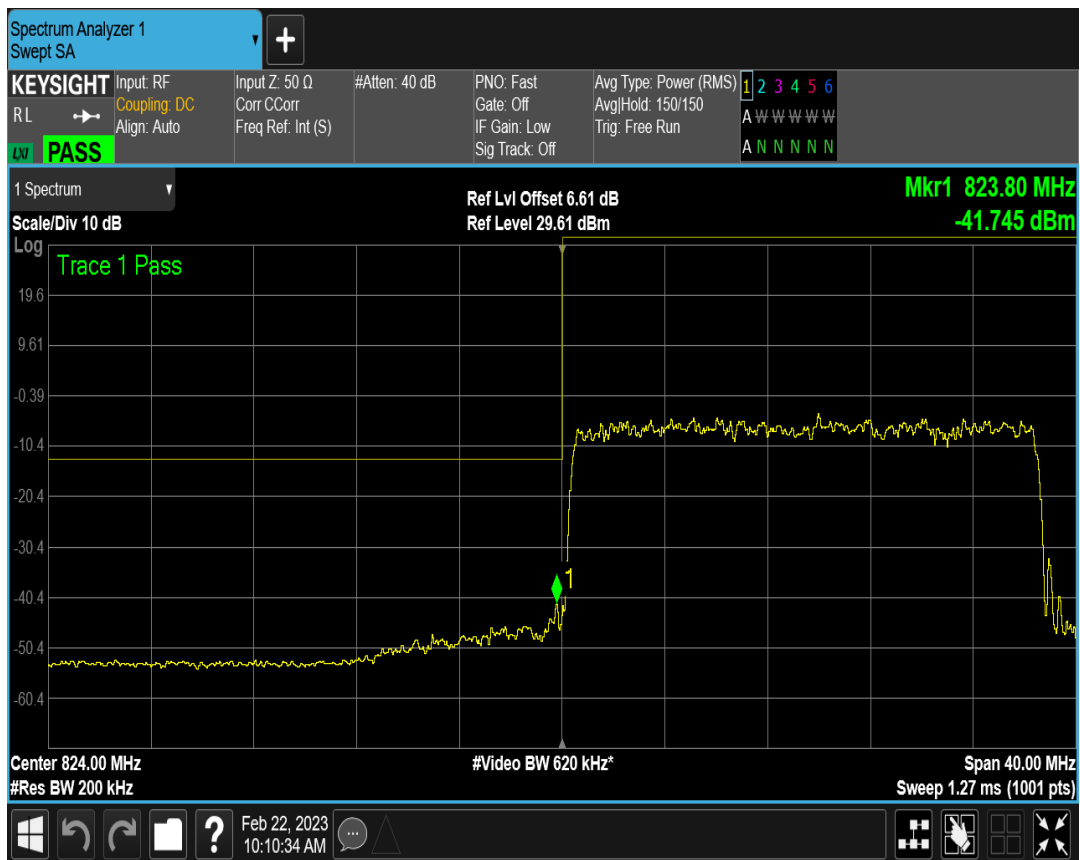 Spectrum Analyzer 1
Swept SA
+
KEYSIGHT
R L
LXI
PASS
Input: RF
Coupling: DC
Align: Auto
Input Z: 50 Ω
Corr CCorr
Freq Ref: Int (S)
#Atten: 40 dB
PNO: Fast
Gate: Off
IF Gain: Low
Sig Track: Off
Avg Type: Power (RMS)
Avg|Hold: 150/150
Trig: Free Run
1 2 3 4 5 6
A W W W W W
A N N N N N
1 Spectrum
Scale/Div 10 dB
Ref Lvl Offset 6.61 dB
Ref Level 29.61 dBm
Mkr1 823.80 MHz
-41.745 dBm
Log
Trace 1 Pass
19.6
9.61
-0.39
-10.4
-20.4
-30.4
-40.4
-50.4
-60.4
1
Center 824.00 MHz
#Res BW 200 kHz
#Video BW 620 kHz*
Span 40.00 MHz
Sweep 1.27 ms (1001 pts)
?
Feb 22, 2023
10:10:34 AM